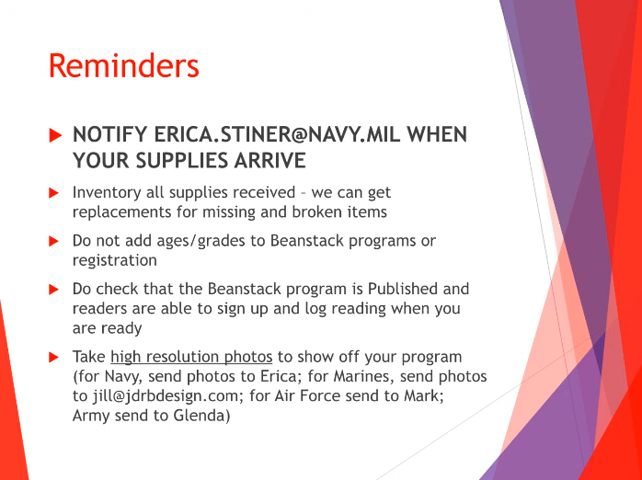 Reminders
NOTIFY ERICA.STINER@NAVY.MIL WHEN
YOUR SUPPLIES ARRIVE
Inventory all supplies received – we can get
replacements for missing and broken items
Do not add ages/grades to Beanstack programs or
registration
Do check that the Beanstack program is Published and
readers are able to sign up and log reading when you
are ready
Take high resolution photos to show off your program
(for Navy, send photos to Erica; for Marines, send photos
to jill@jdrbdesign.com; for Air Force send to Mark;
Army send to Glenda)